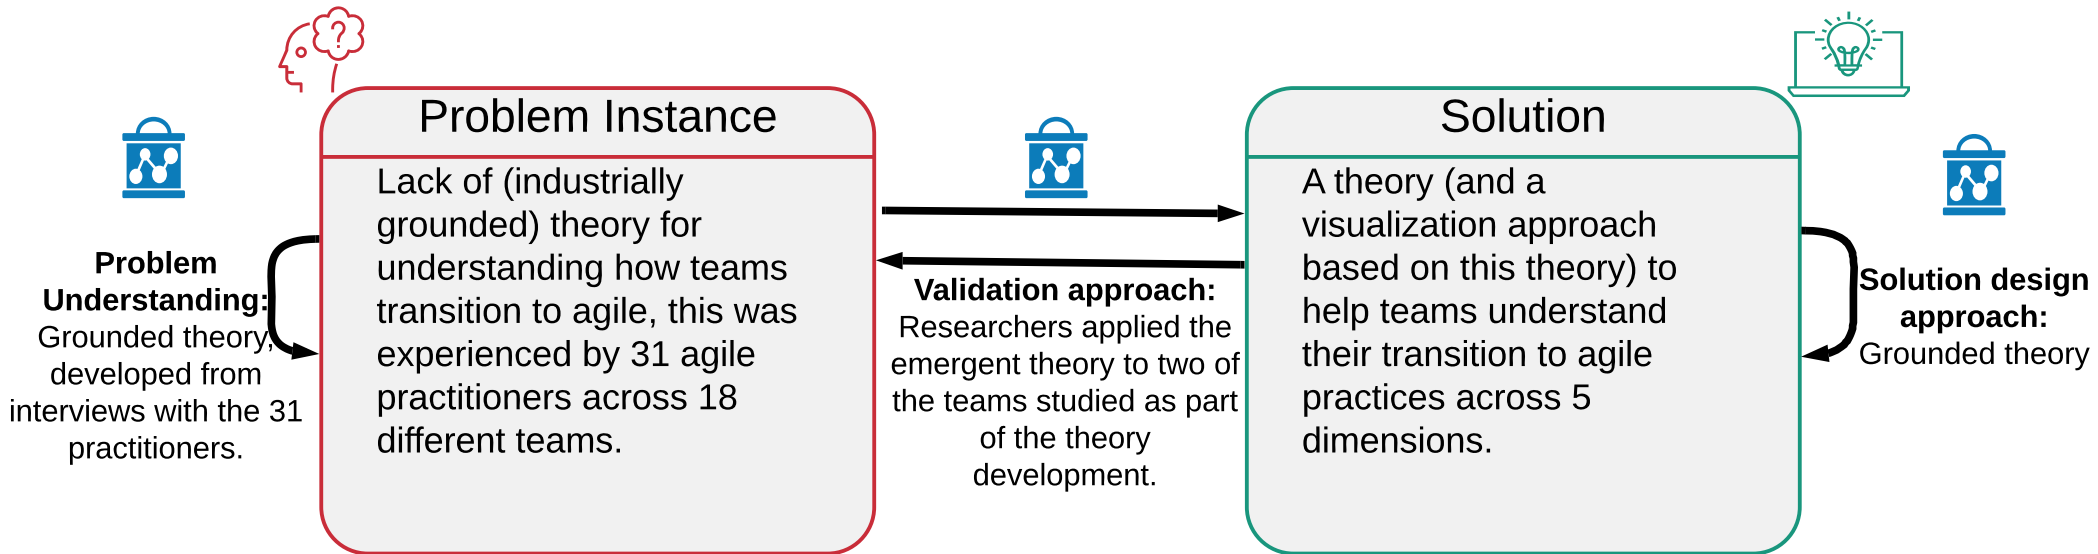 ?
Problem Instance
Solution
Problem
Understanding:
Grounded theory,
developed from
interviews with the 31
practitioners.
Lack of (industrially
grounded) theory for
understanding how teams
transition to agile, this was
experienced by 31 agile
practitioners across 18
different teams.
Validation approach:
Researchers applied the
emergent theory to two of
the teams studied as part
of the theory
development.
A theory (and a
visualization approach
based on this theory) to
help teams understand
their transition to agile
practices across 5
dimensions.
Solution design
approach:
Grounded theory